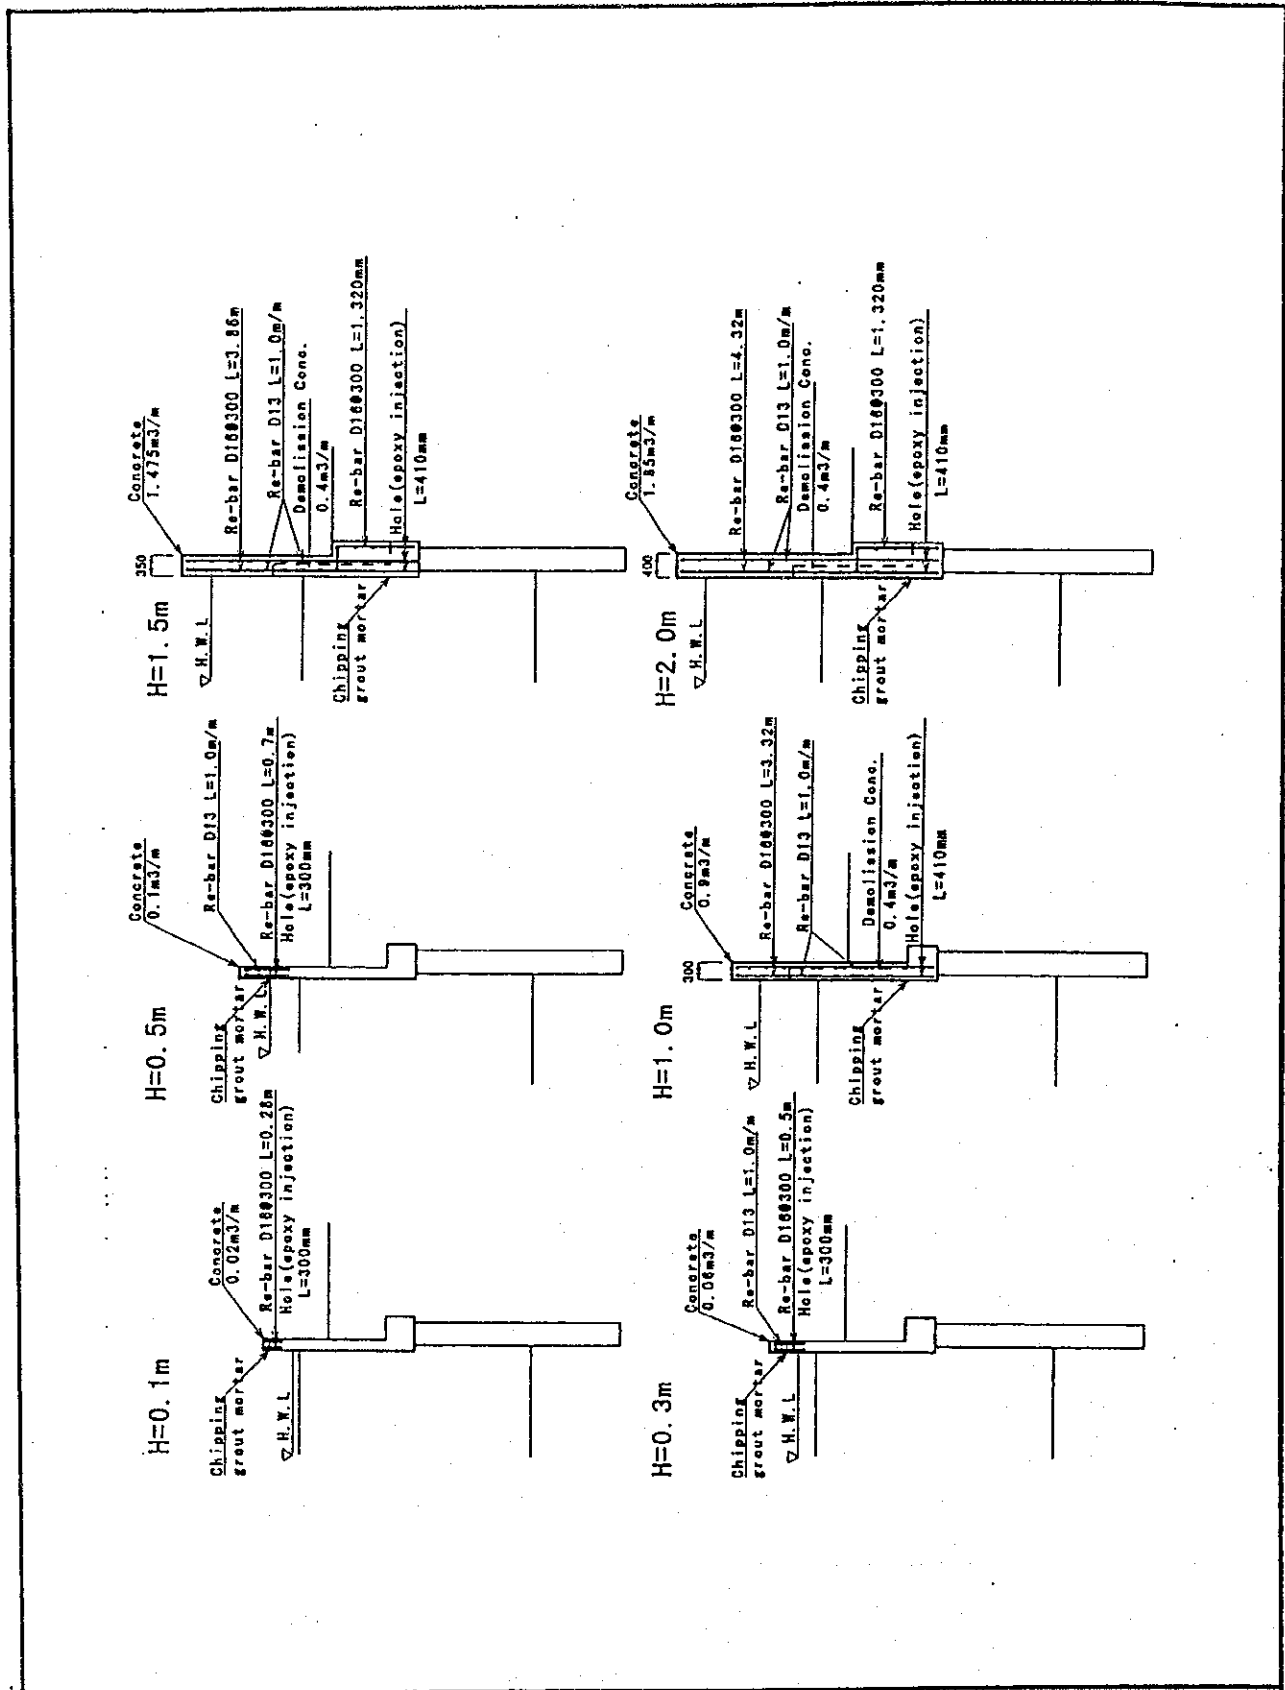 H=0.1m
Chipping
grout mortar
Concrete
0.02m3/m
Re-bar D16@300 L=0.28m
Hole(epoxy injection)
L=300mm
▽ H.W.L
H=0.5m
Chipping
grout mortar
Concrete
0.1m3/m
Re-bar D13 L=1.0m/m
Re-bar D16@300 L=0.7m
Hole(epoxy injection)
L=300mm
▽ H.W.L
H=1.5m
350
Concrete
1.475m3/m
▽ H.W.L
Re-bar D16@300 L=3.86m
Re-bar D13 L=1.0m/m
Demolission Conc.
0.4m3/m
Re-bar D16@300 L=1.320mm
Hole(epoxy injection)
L=410mm
Chipping
grout mortar
H=0.3m
Concrete
0.06m3/m
Re-bar D13 L=1.0m/m
Re-bar D16@300 L=0.5m
Hole(epoxy injection)
L=300mm
Chipping
grout mortar
▽ H.W.L
H=1.0m
300
Concrete
0.9m3/m
▽ H.W.L
Re-bar D16@300 L=3.32m
Re-bar D13 L=1.0m/m
Demolission Conc.
0.4m3/m
Hole(epoxy injection)
L=410mm
Chipping
grout mortar
H=2.0m
400
Concrete
1.85m3/m
▽ H.W.L
Re-bar D16@300 L=4.32m
Re-bar D13 L=1.0m/m
Demolission Conc.
0.4m3/m
Re-bar D16@300 L=1.320mm
Hole(epoxy injection)
L=410mm
Chipping
grout mortar